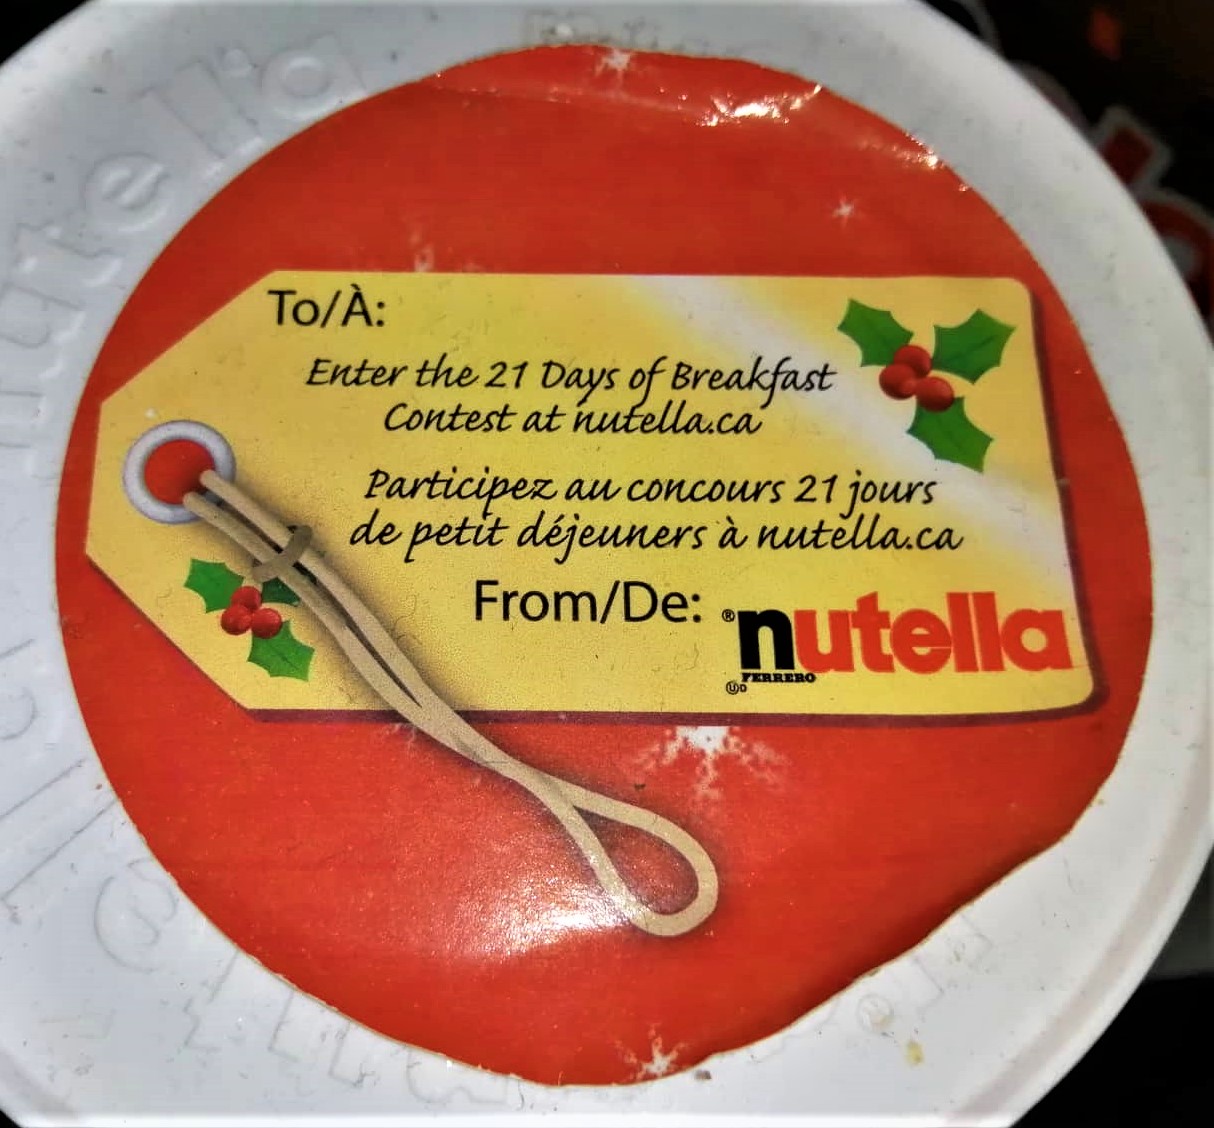 nutella
To/À:
Enter the 21 Days of Breakfast
Contest at nutella.ca
Participez au concours 21 jours
de petit déjeuners à nutella.ca
From/De:
® nutella
FERRERO
Ⓤ D